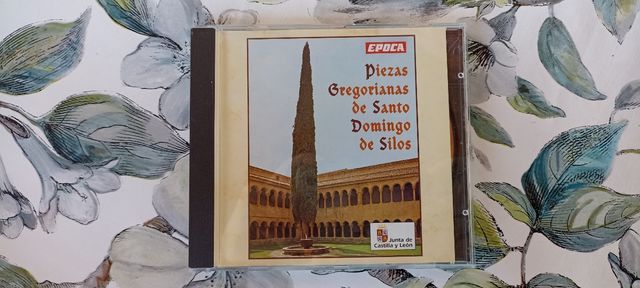 EPOCA
Piezas
Gregorianas
de Santo
Domingo
de Silos
Junta de
Castilla y León